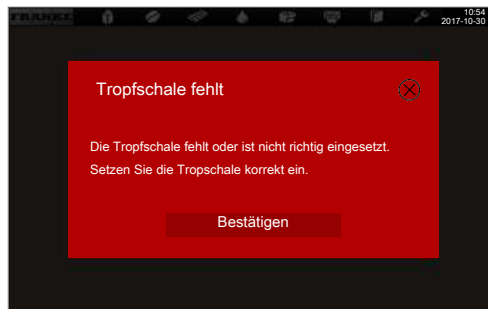 FRANKE
10:54
2017-10-30
Tropfschale fehlt
Die Tropfschale fehlt oder ist nicht richtig eingesetzt.
Setzen Sie die Tropschale korrekt ein.
Bestätigen